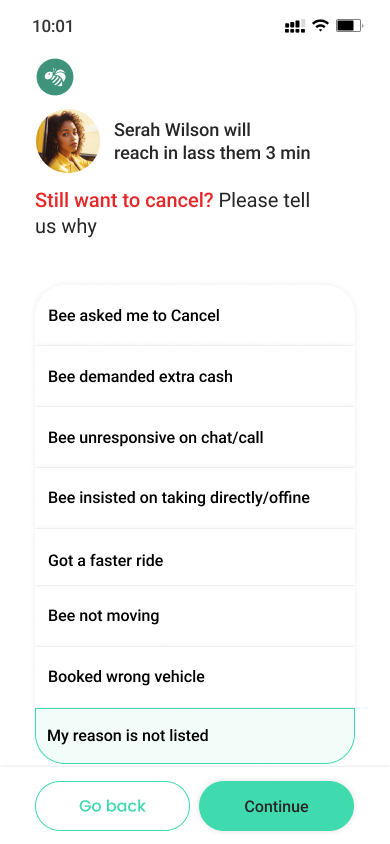 10:01
Serah Wilson will
reach in lass them 3 min
Still want to cancel? Please tell
us why
Bee asked me to Cancel
Bee demanded extra cash
Bee unresponsive on chat/call
Bee insisted on taking directly/offine
Got a faster ride
Bee not moving
Booked wrong vehicle
My reason is not listed
Go back
Continue